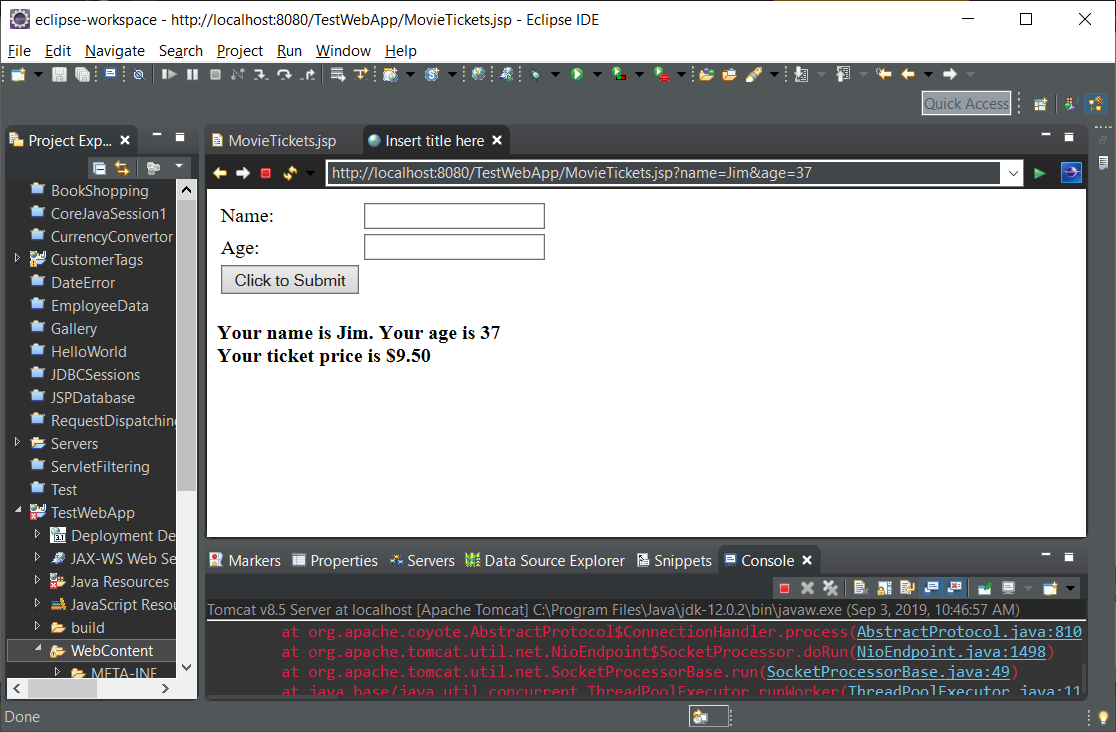 eclipse-workspace - http://localhost:8080/TestWebApp/MovieTickets.jsp - Eclipse IDE
File Edit Navigate Search Project Run Window Help
Quick Access
Project Exp...
MovieTickets.jsp
Insert title here
http://localhost:8080/TestWebApp/MovieTickets.jsp?name=Jim&age=37
BookShopping
CoreJavaSession1
CurrencyConvertor
CustomerTags
DateError
EmployeeData
Gallery
HelloWorld
JDBCSessions
JSPDatabase
RequestDispatching
Servers
ServletFiltering
Test
TestWebApp
Deployment De
JAX-WS Web Se
Java Resources
JavaScript Resou
build
WebContent
META-INF
Name:
Age:
Click to Submit
Your name is Jim. Your age is 37
Your ticket price is $9.50
Markers Properties Servers Data Source Explorer Snippets Console
Tomcat v8.5 Server at localhost [Apache Tomcat] C:\Program Files\Java\jdk-12.0.2\bin\javaw.exe (Sep 3, 2019, 10:46:57 AM)
at org.apache.coyote.AbstractProtocol$ConnectionHandler.process(AbstractProtocol.java:810
at org.apache.tomcat.util.net.NioEndpoint$SocketProcessor.doRun(NioEndpoint.java:1498)
at org.apache.tomcat.util.net.SocketProcessorBase.run(SocketProcessorBase.java:49)
at java.base/java.util.concurrent.ThreadPoolExecutor.runWorker(ThreadPoolExecutor.java:11
Done